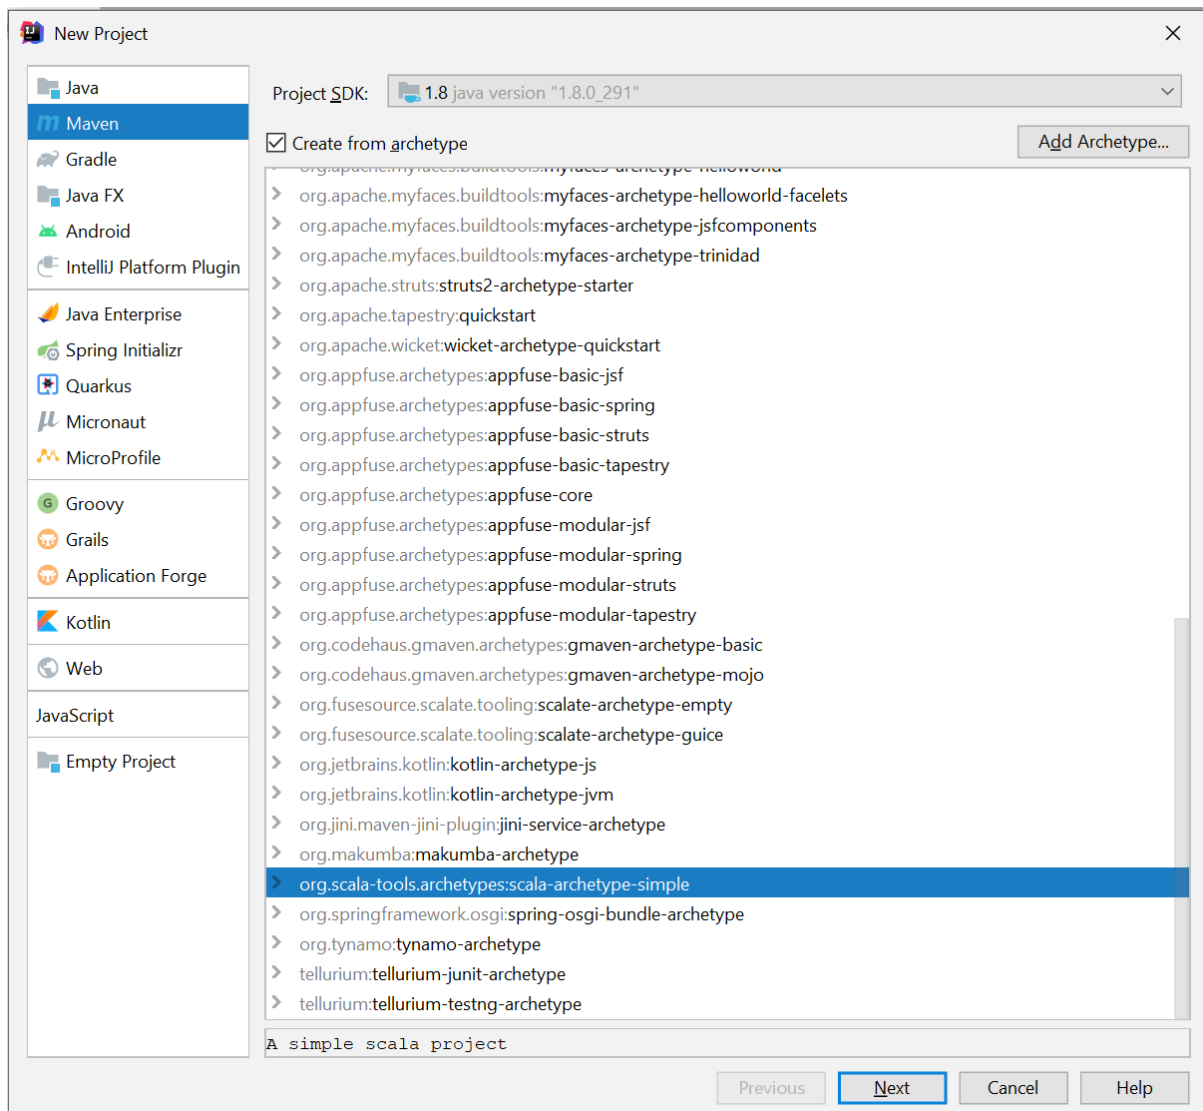 New Project
Java
Maven
Gradle
Java FX
Android
IntelliJ Platform Plugin
Java Enterprise
Spring Initializr
Quarkus
Micronaut
MicroProfile
Groovy
Grails
Application Forge
Kotlin
Web
JavaScript
Empty Project
Project SDK: 1.8 java version "1.8.0_291"
Create from archetype
Add Archetype...
org.apache.myfaces.buildtools:myfaces-archetype-helloworld
org.apache.myfaces.buildtools:myfaces-archetype-helloworld-facelets
org.apache.myfaces.buildtools:myfaces-archetype-jsfcomponents
org.apache.myfaces.buildtools:myfaces-archetype-trinidad
org.apache.struts:struts2-archetype-starter
org.apache.tapestry:quickstart
org.apache.wicket:wicket-archetype-quickstart
org.appfuse.archetypes:appfuse-basic-jsf
org.appfuse.archetypes:appfuse-basic-spring
org.appfuse.archetypes:appfuse-basic-struts
org.appfuse.archetypes:appfuse-basic-tapestry
org.appfuse.archetypes:appfuse-core
org.appfuse.archetypes:appfuse-modular-jsf
org.appfuse.archetypes:appfuse-modular-spring
org.appfuse.archetypes:appfuse-modular-struts
org.appfuse.archetypes:appfuse-modular-tapestry
org.codehaus.gmaven.archetypes:gmaven-archetype-basic
org.codehaus.gmaven.archetypes:gmaven-archetype-mojo
org.fusesource.scalate.tooling:scalate-archetype-empty
org.fusesource.scalate.tooling:scalate-archetype-guice
org.jetbrains.kotlin:kotlin-archetype-js
org.jetbrains.kotlin:kotlin-archetype-jvm
org.jini.maven-jini-plugin:jini-service-archetype
org.makumba:makumba-archetype
org.scala-tools.archetypes:scala-archetype-simple
org.springframework.osgi:spring-osgi-bundle-archetype
org.tynamo:tynamo-archetype
tellurium:tellurium-junit-archetype
tellurium:tellurium-testng-archetype
A simple scala project
Previous
Next
Cancel
Help